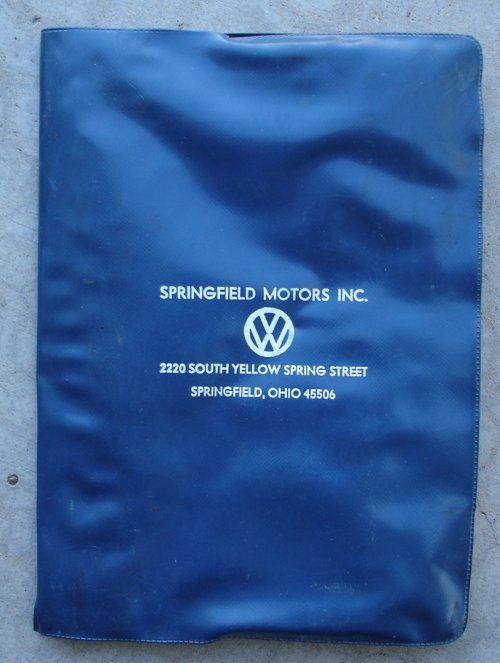 SPRINGFIELD MOTORS INC.
VW
2220 SOUTH YELLOW SPRING STREET
SPRINGFIELD, OHIO 45506